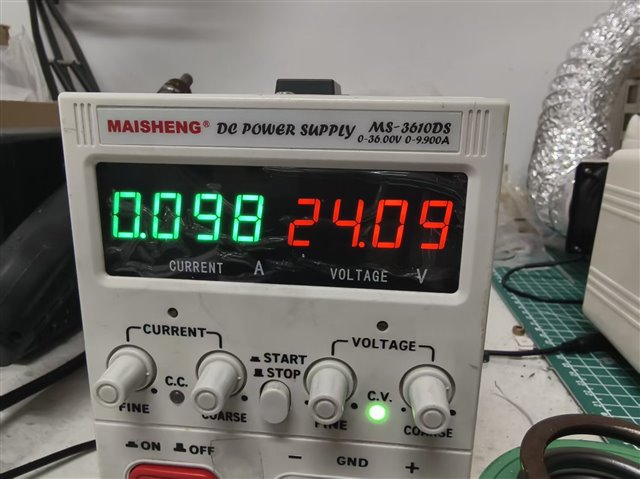 MAISHENG® DC POWER SUPPLY MS-3610DS
0-36.00V 0-9.900A
0.098 24.09
CURRENT A VOLTAGE V
CURRENT VOLTAGE
START
STOP
C.C. C.V.
FINE COARSE FINE COARSE
ON OFF
− GND +